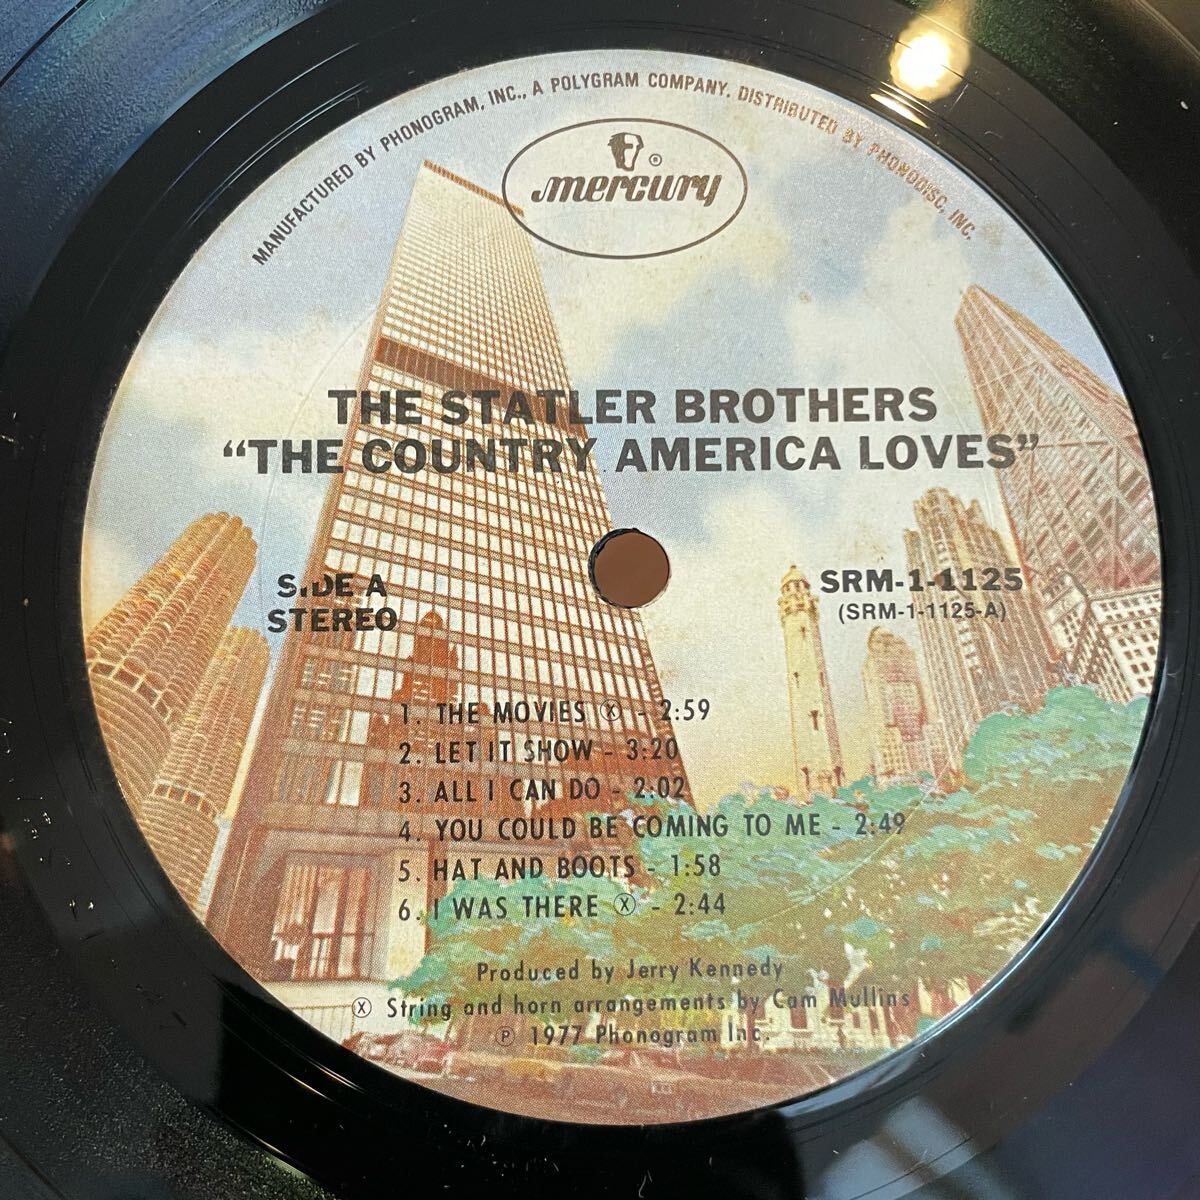 MANUFACTURED BY PHONOGRAM, INC., A POLYGRAM COMPANY. DISTRIBUTED BY PHONODISC, INC.
®
mercury
THE STATLER BROTHERS
“THE COUNTRY AMERICA LOVES”
SIDE A
STEREO
SRM-1-1125
(SRM-1-1125-A)
1. THE MOVIES Ⓧ - 2:59
2. LET IT SHOW - 3:20
3. ALL I CAN DO - 2:02
4. YOU COULD BE COMING TO ME - 2:49
5. HAT AND BOOTS - 1:58
6. I WAS THERE Ⓧ - 2:44
Produced by Jerry Kennedy
Ⓧ String and horn arrangements by Cam Mullins
Ⓟ 1977 Phonogram Inc.